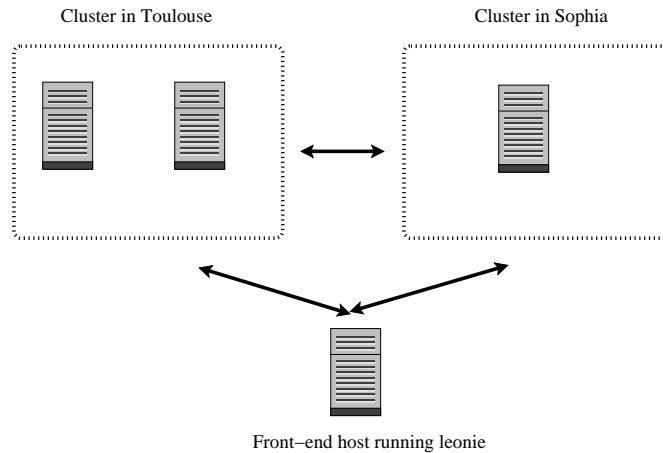 Cluster in Toulouse
Cluster in Sophia
Front−end host running leonie